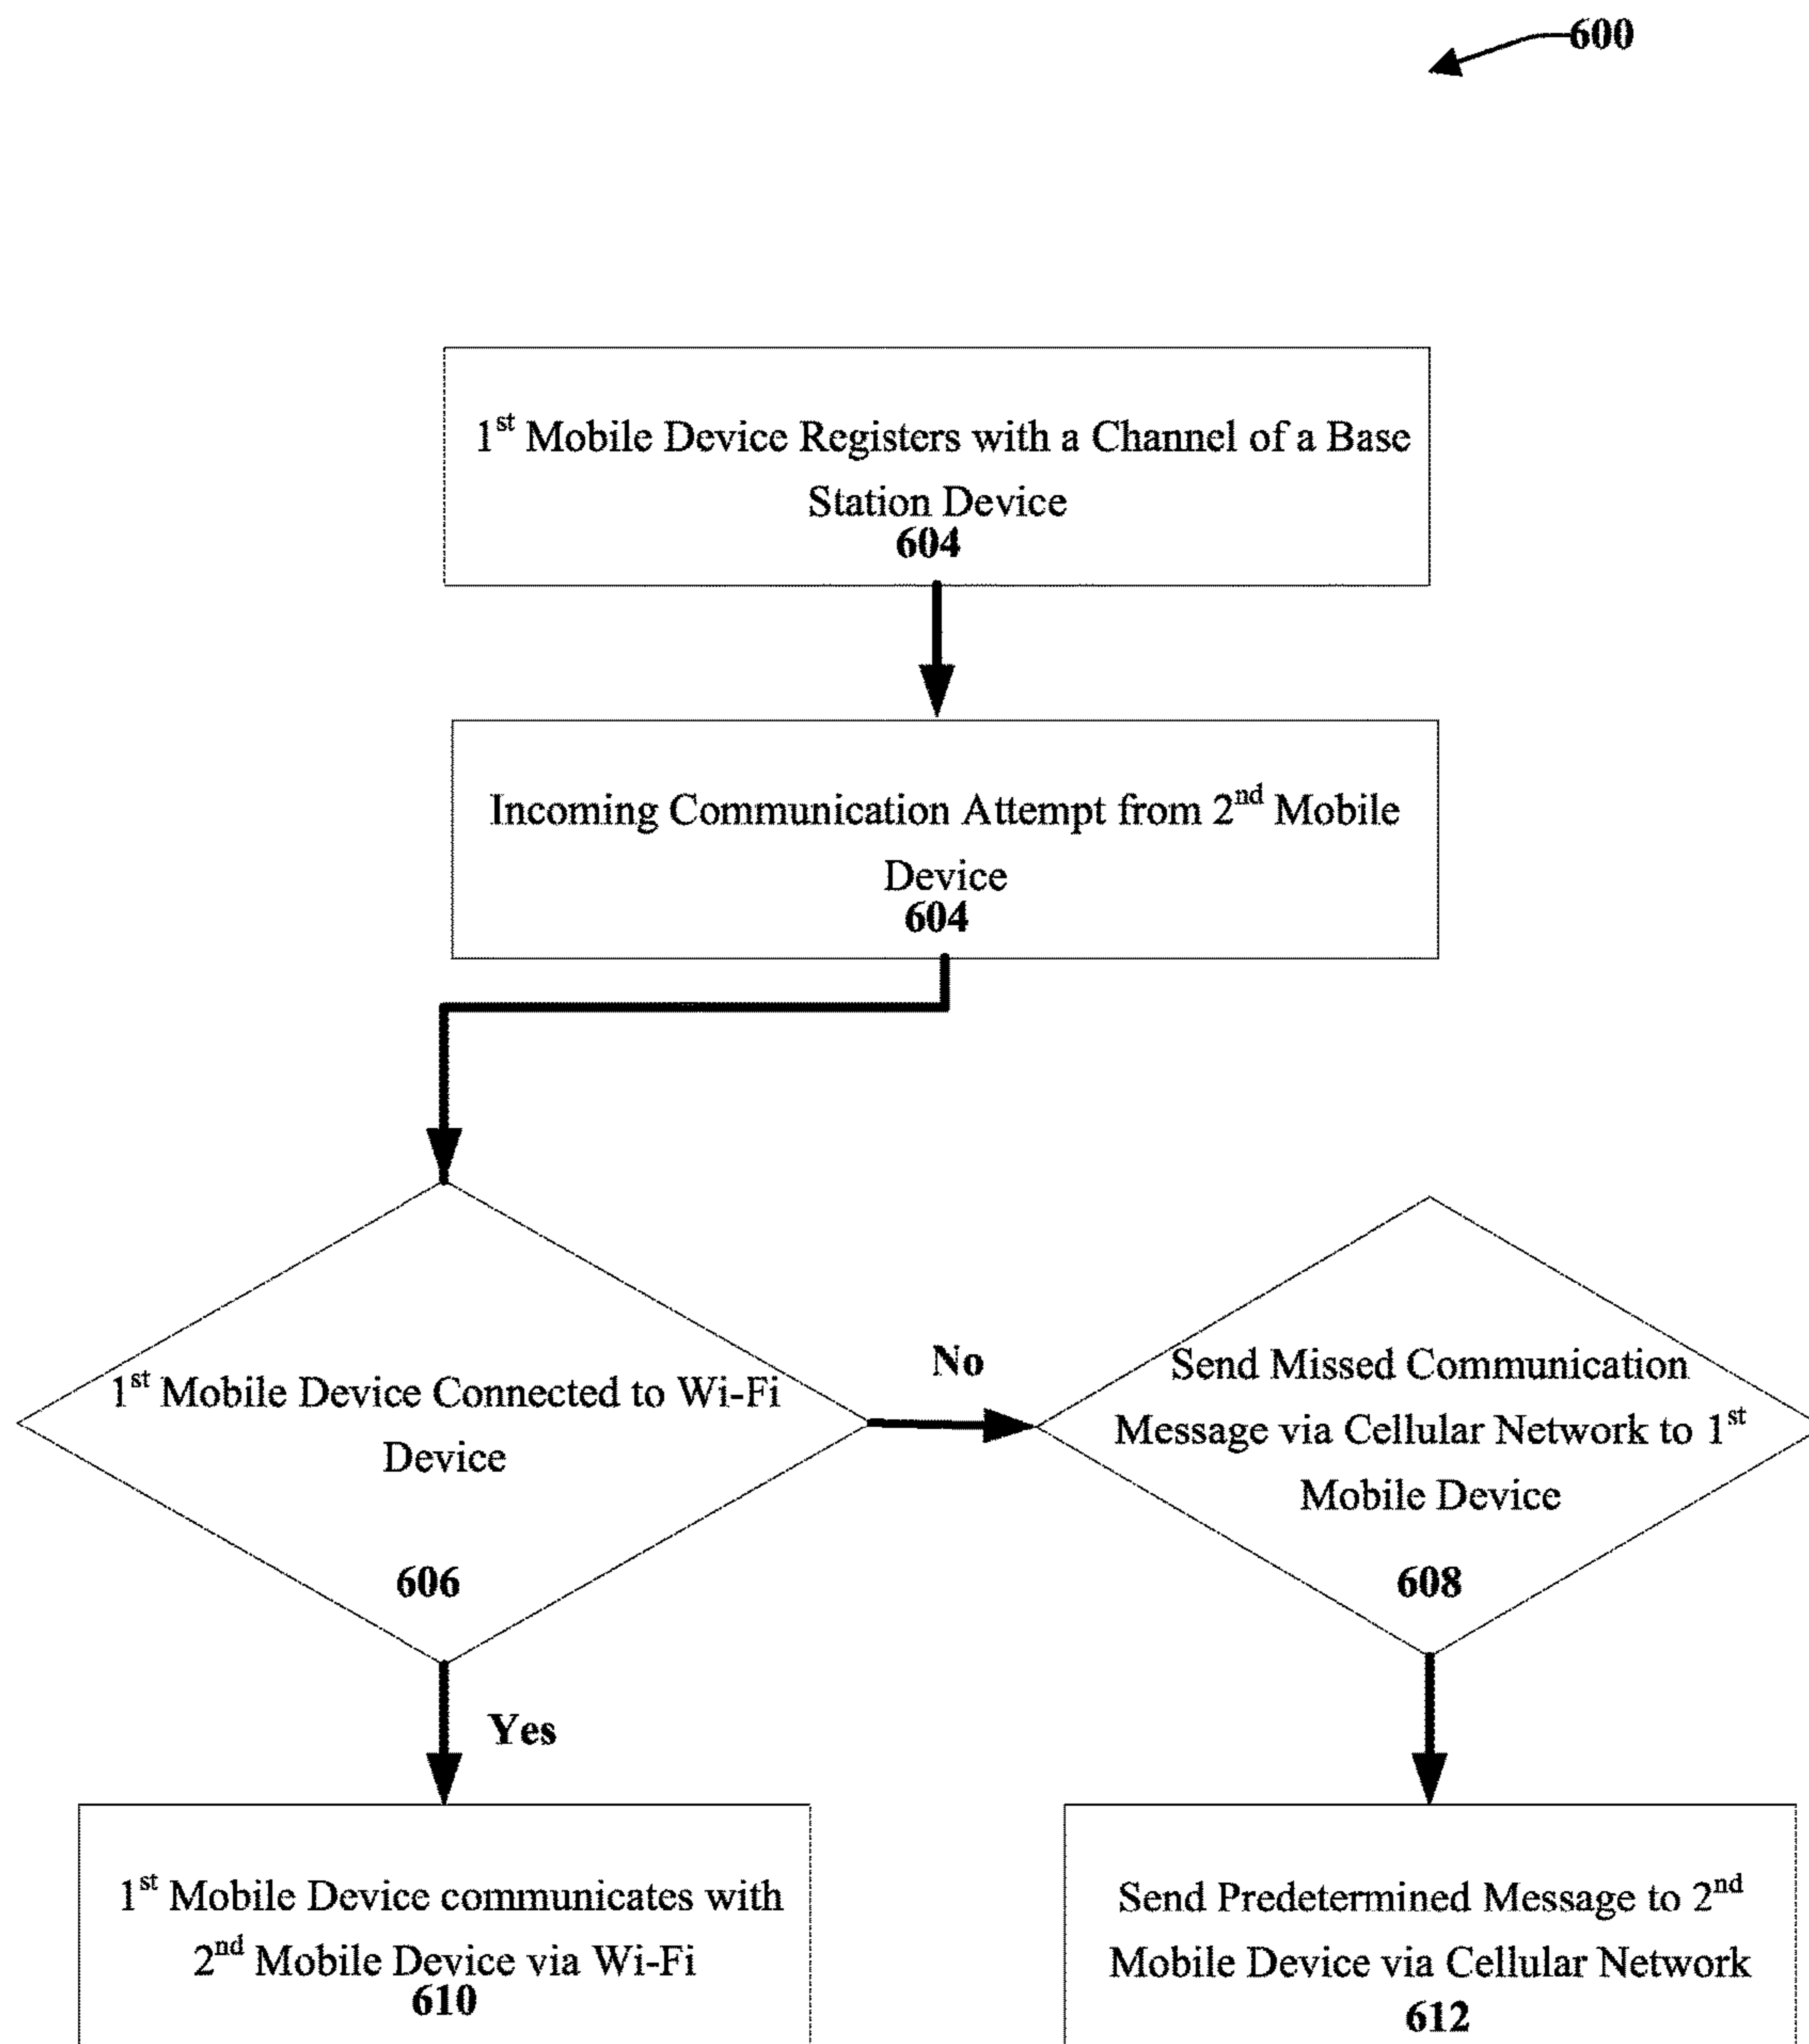 600
1st Mobile Device Registers with a Channel of a Base
Station Device
604
Incoming Communication Attempt from 2nd Mobile
Device
604
1st Mobile Device Connected to Wi-Fi
Device
606
No
Send Missed Communication
Message via Cellular Network to 1st
Mobile Device
608
Yes
1st Mobile Device communicates with
2nd Mobile Device via Wi-Fi
610
Send Predetermined Message to 2nd
Mobile Device via Cellular Network
612